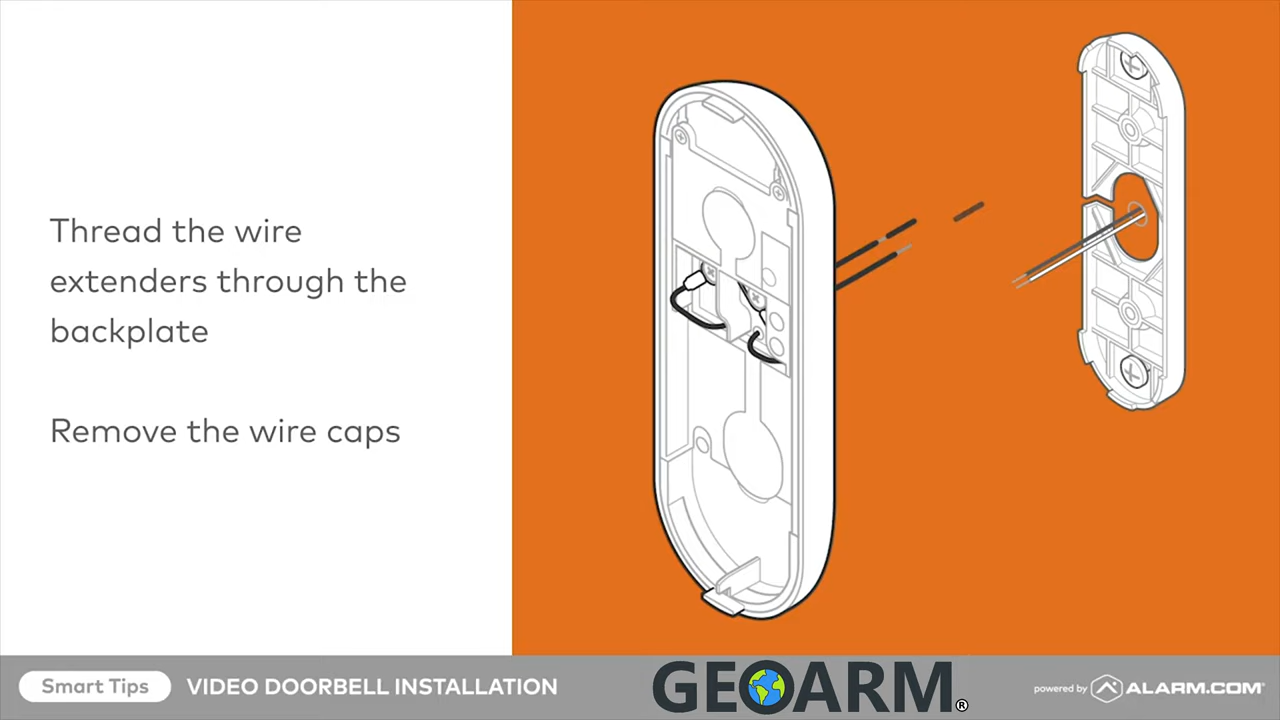 Thread the wire
extenders through the
backplate
Remove the wire caps
Smart Tips
VIDEO DOORBELL INSTALLATION
GEOARM®
powered by ALARM.COM®